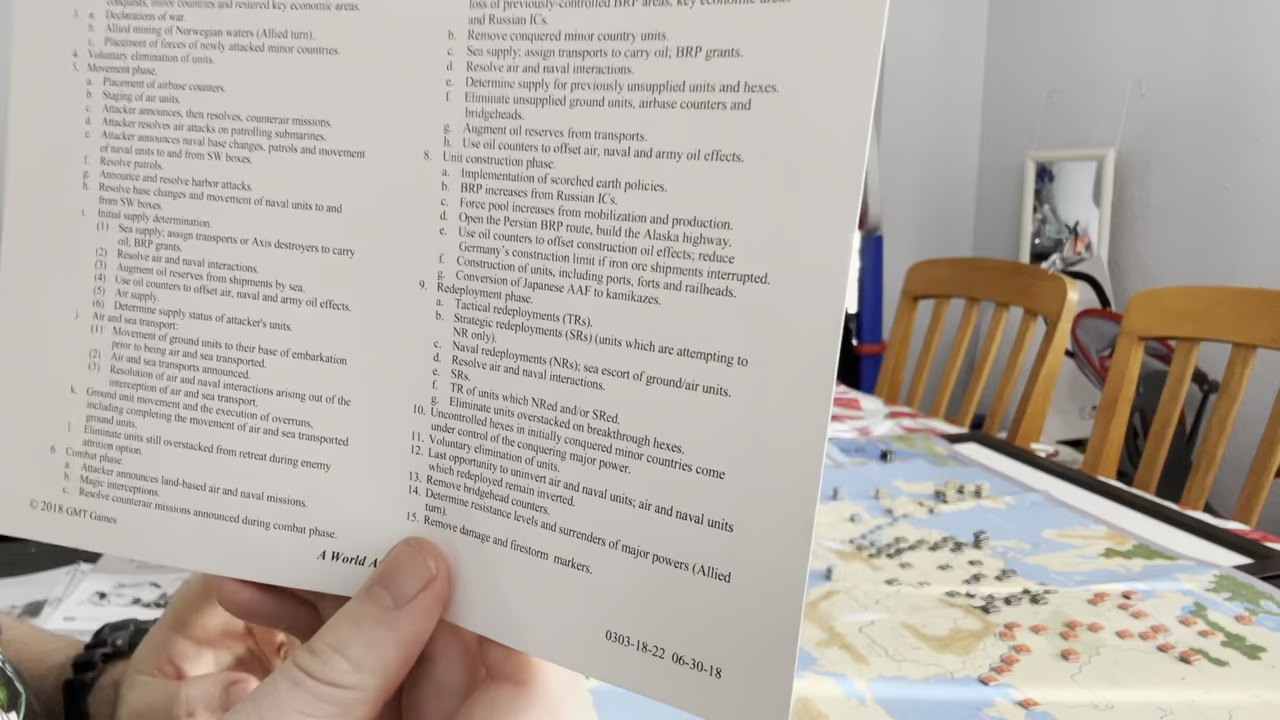 conquests, minor countries and restored key economic areas.
3. a. Declarations of war.
b. Allied mining of Norwegian waters (Allied turn).
c. Placement of forces of newly attacked minor countries.
4. Voluntary elimination of units.
5. Movement phase.
a. Placement of airbase counters.
b. Staging of air units.
c. Attacker announces, then resolves, counterair missions.
d. Attacker resolves air attacks on patrolling submarines.
e. Attacker announces naval base changes, patrols and movement
of naval units to and from SW boxes.
f. Resolve patrols.
g. Announce and resolve harbor attacks.
h. Resolve base changes and movement of naval units to and
from SW boxes.
i. Initial supply determination.
(1) Sea supply; assign transports or Axis destroyers to carry
oil; BRP grants.
(2) Resolve air and naval interactions.
(3) Augment oil reserves from shipments by sea.
(4) Use oil counters to offset air, naval and army oil effects.
(5) Air supply.
(6) Determine supply status of attacker's units.
j. Air and sea transport:
(1) Movement of ground units to their base of embarkation
prior to being air and sea transported.
(2) Air and sea transports announced.
(3) Resolution of air and naval interactions arising out of the
interception of air and sea transport.
k. Ground unit movement and the execution of overruns,
including completing the movement of air and sea transported
ground units.
l. Eliminate units still overstacked from retreat during enemy
attrition option.
6. Combat phase.
a. Attacker announces land-based air and naval missions.
b. Magic interceptions.
c. Resolve counterair missions announced during combat phase.
© 2018 GMT Games
loss of previously-controlled BRP areas, key economic areas
and Russian ICs.
b. Remove conquered minor country units.
c. Sea supply; assign transports to carry oil; BRP grants.
d. Resolve air and naval interactions.
e. Determine supply for previously unsupplied units and hexes.
f. Eliminate unsupplied ground units, airbase counters and
bridgeheads.
g. Augment oil reserves from transports.
h. Use oil counters to offset air, naval and army oil effects.
8. Unit construction phase.
a. Implementation of scorched earth policies.
b. BRP increases from Russian ICs.
c. Force pool increases from mobilization and production.
d. Open the Persian BRP route, build the Alaska highway.
e. Use oil counters to offset construction oil effects; reduce
Germany's construction limit if iron ore shipments interrupted.
f. Construction of units, including ports, forts and railheads.
g. Conversion of Japanese AAF to kamikazes.
9. Redeployment phase.
a. Tactical redeployments (TRs).
b. Strategic redeployments (SRs) (units which are attempting to
NR only).
c. Naval redeployments (NRs); sea escort of ground/air units.
d. Resolve air and naval interactions.
e. SRs.
f. TR of units which NRed and/or SRed.
g. Eliminate units overstacked on breakthrough hexes.
10. Uncontrolled hexes in initially conquered minor countries come
under control of the conquering major power.
11. Voluntary elimination of units.
12. Last opportunity to uninvert air and naval units; air and naval units
which redeployed remain inverted.
13. Remove bridgehead counters.
14. Determine resistance levels and surrenders of major powers (Allied
turn).
15. Remove damage and firestorm markers.
A World A
0303-18-22 06-30-18